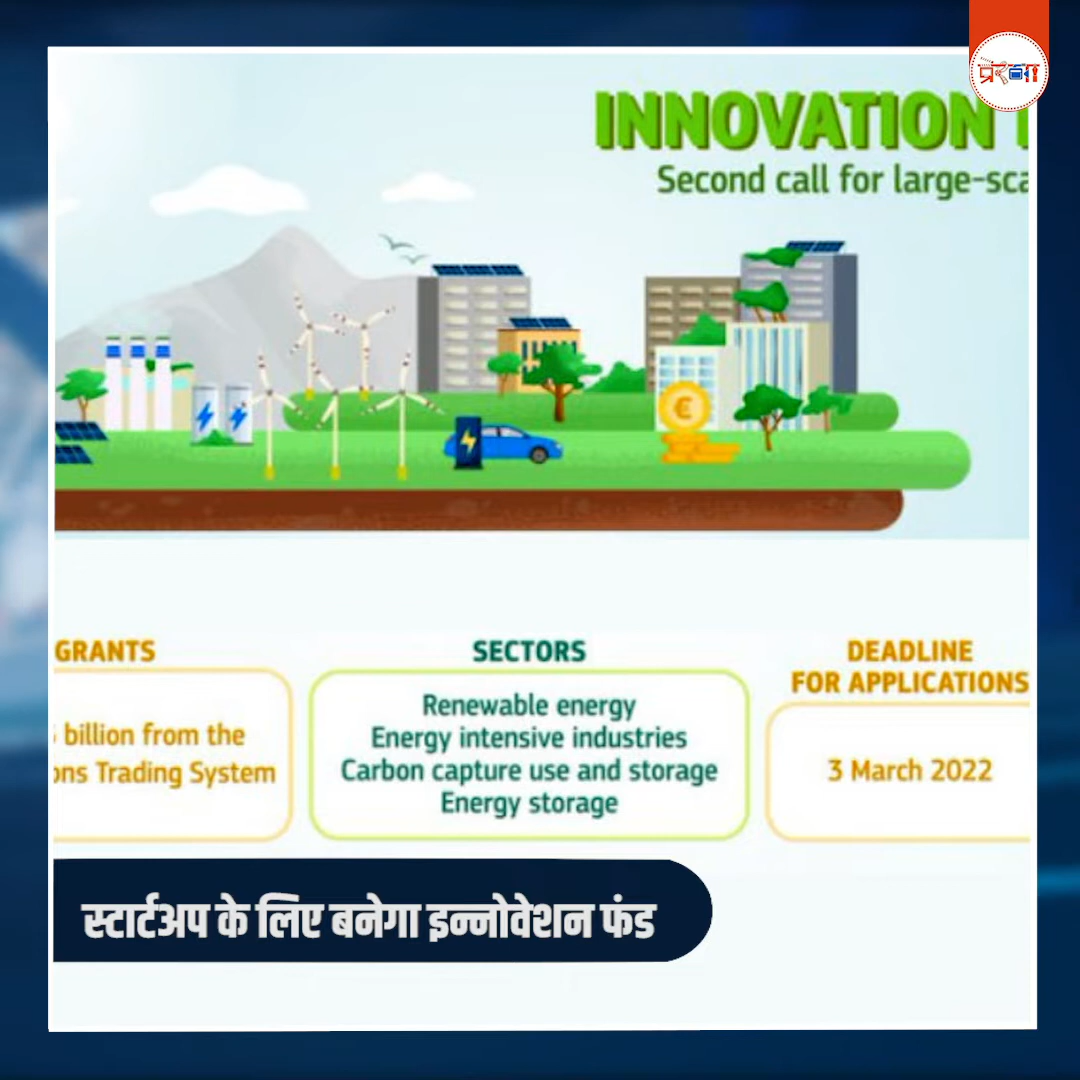 INNOVATION
Second call for large-sca
GRANTS
billion from the
ons Trading System
SECTORS
Renewable energy
Energy intensive industries
Carbon capture use and storage
Energy storage
DEADLINE
FOR APPLICATIONS
3 March 2022
स्टार्टअप के लिए बनेगा इन्नोवेशन फंड